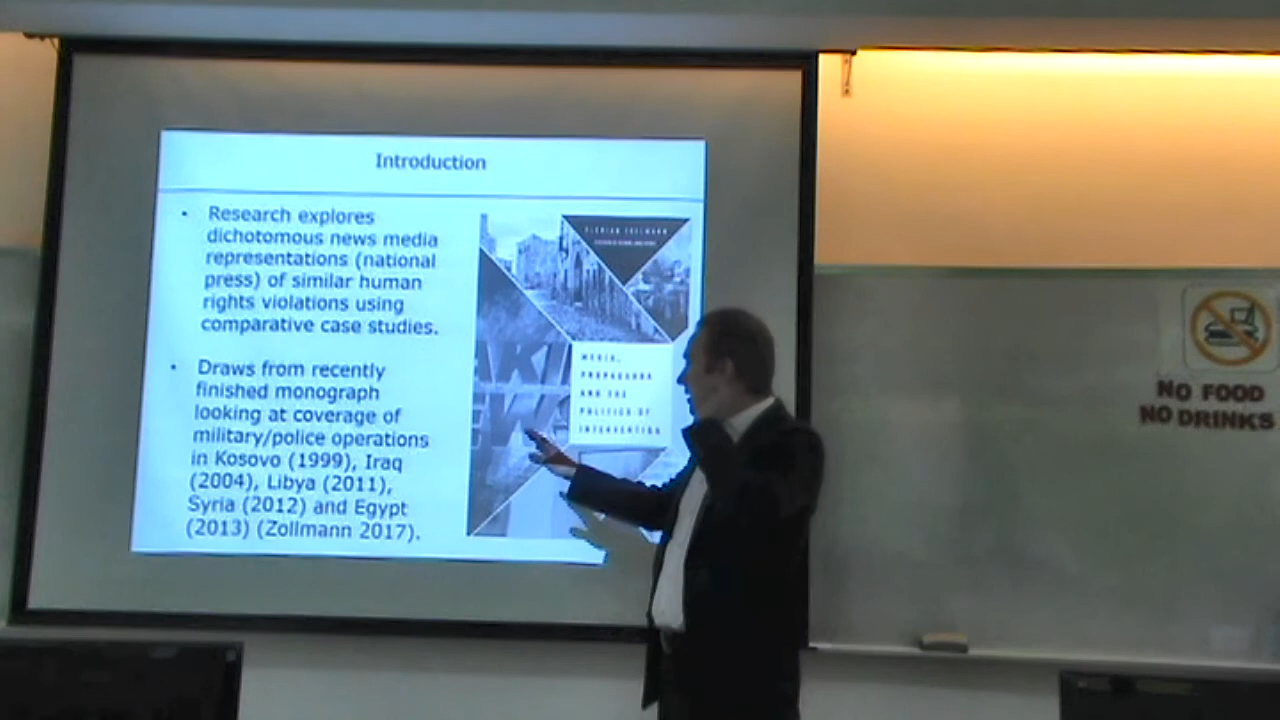 Introduction
• Research explores
dichotomous news media
representations (national
press) of similar human
rights violations using
comparative case studies.
• Draws from recently
finished monograph
looking at coverage of
military/police operations
in Kosovo (1999), Iraq
(2004), Libya (2011),
Syria (2012) and Egypt
(2013) (Zollmann 2017).
FLORIAN ZOLLMANN
MEDIA,
PROPAGANDA
AND THE
POLITICS OF
INTERVENTION
NO FOOD
NO DRINKS